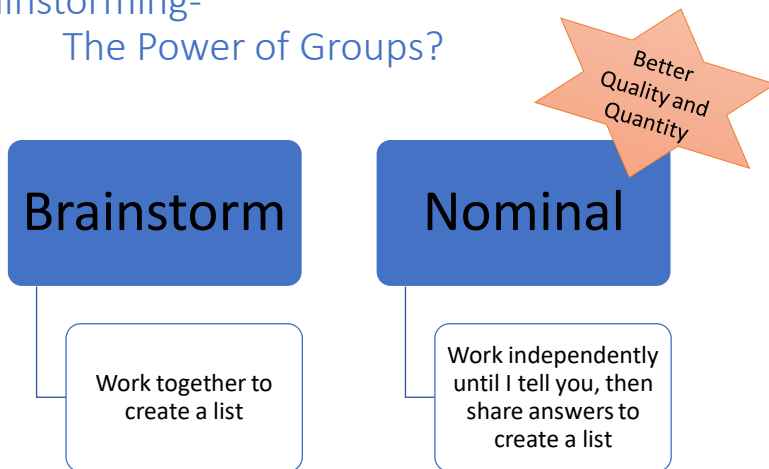 instorming-
The Power of Groups?
Better
Quality and
Quantity
Brainstorm
Nominal
Work together to
create a list
Work independently
until I tell you, then
share answers to
create a list